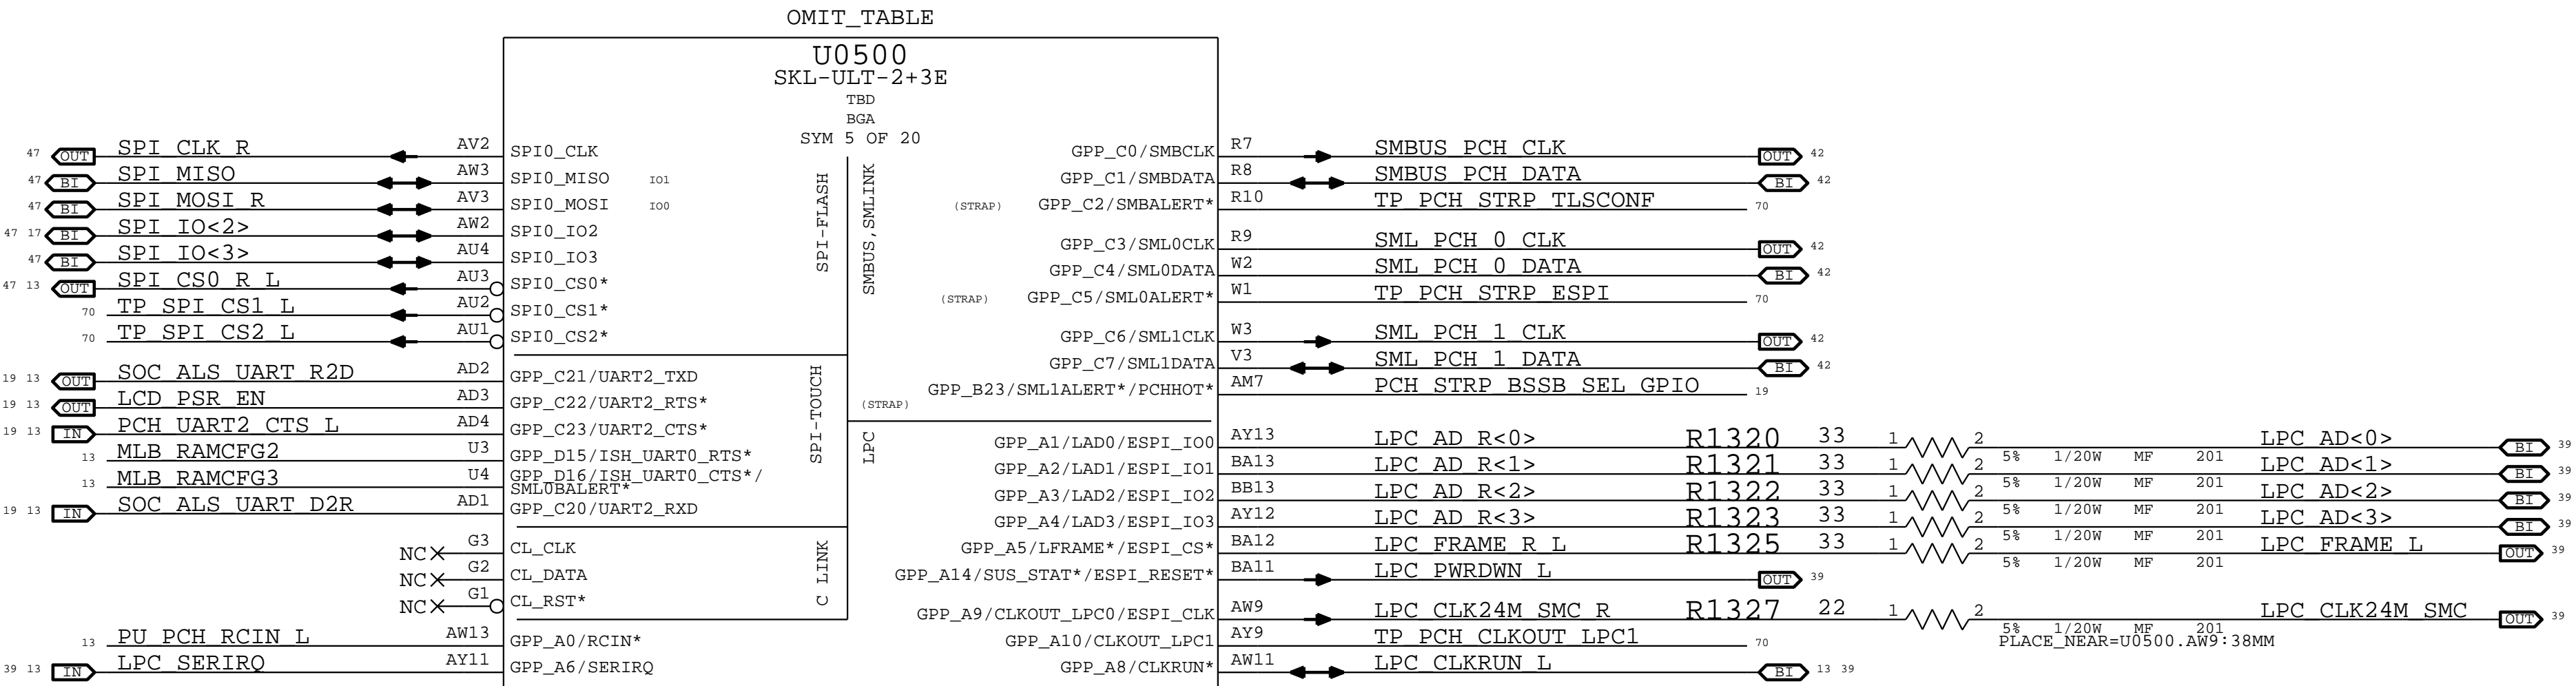 OMIT_TABLE
U0500
SKL-ULT-2+3E
TBD
BGA
SYM 5 OF 20
47 OUT SPI_CLK_R AV2 SPI0_CLK
47 BI SPI_MISO AW3 SPI0_MISO IO1
47 BI SPI_MOSI_R AV3 SPI0_MOSI IO0
47 17 BI SPI_IO<2> AW2 SPI0_IO2
47 BI SPI_IO<3> AU4 SPI0_IO3
47 13 OUT SPI_CS0_R_L AU3 SPI0_CS0*
70 TP_SPI_CS1_L AU2 SPI0_CS1*
70 TP_SPI_CS2_L AU1 SPI0_CS2*
SPI-FLASH
19 13 OUT SOC_ALS_UART_R2D AD2 GPP_C21/UART2_TXD
19 13 OUT LCD_PSR_EN AD3 GPP_C22/UART2_RTS*
19 13 IN PCH_UART2_CTS_L AD4 GPP_C23/UART2_CTS*
13 MLB_RAMCFG2 U3 GPP_D15/ISH_UART0_RTS*
13 MLB_RAMCFG3 U4 GPP_D16/ISH_UART0_CTS*/
SML0BALERT*
19 13 IN SOC_ALS_UART_D2R AD1 GPP_C20/UART2_RXD
SPI-TOUCH
NC G3 CL_CLK
NC G2 CL_DATA
NC G1 CL_RST*
C LINK
13 PU_PCH_RCIN_L AW13 GPP_A0/RCIN*
39 13 IN LPC_SERIRQ AY11 GPP_A6/SERIRQ
SMBUS,SMLINK
GPP_C0/SMBCLK R7 SMBUS_PCH_CLK OUT 42
GPP_C1/SMBDATA R8 SMBUS_PCH_DATA BI 42
(STRAP) GPP_C2/SMBALERT* R10 TP_PCH_STRP_TLSCONF 70
GPP_C3/SML0CLK R9 SML_PCH_0_CLK OUT 42
GPP_C4/SML0DATA W2 SML_PCH_0_DATA BI 42
(STRAP) GPP_C5/SML0ALERT* W1 TP_PCH_STRP_ESPI 70
GPP_C6/SML1CLK W3 SML_PCH_1_CLK OUT 42
GPP_C7/SML1DATA V3 SML_PCH_1_DATA BI 42
GPP_B23/SML1ALERT*/PCHHOT* AM7 PCH_STRP_BSSB_SEL_GPIO 19
(STRAP)
LPC
GPP_A1/LAD0/ESPI_IO0 AY13 LPC_AD_R<0> R1320 33 1 2 5% 1/20W MF 201 LPC_AD<0> BI 39
GPP_A2/LAD1/ESPI_IO1 BA13 LPC_AD_R<1> R1321 33 1 2 5% 1/20W MF 201 LPC_AD<1> BI 39
GPP_A3/LAD2/ESPI_IO2 BB13 LPC_AD_R<2> R1322 33 1 2 5% 1/20W MF 201 LPC_AD<2> BI 39
GPP_A4/LAD3/ESPI_IO3 AY12 LPC_AD_R<3> R1323 33 1 2 5% 1/20W MF 201 LPC_AD<3> BI 39
GPP_A5/LFRAME*/ESPI_CS* BA12 LPC_FRAME_R_L R1325 33 1 2 5% 1/20W MF 201 LPC_FRAME_L OUT 39
GPP_A14/SUS_STAT*/ESPI_RESET* BA11 LPC_PWRDWN_L OUT 39
GPP_A9/CLKOUT_LPC0/ESPI_CLK AW9 LPC_CLK24M_SMC_R R1327 22 1 2 5% 1/20W MF 201 LPC_CLK24M_SMC OUT 39
PLACE_NEAR=U0500.AW9:38MM
GPP_A10/CLKOUT_LPC1 AY9 TP_PCH_CLKOUT_LPC1 70
GPP_A8/CLKRUN* AW11 LPC_CLKRUN_L BI 13 39